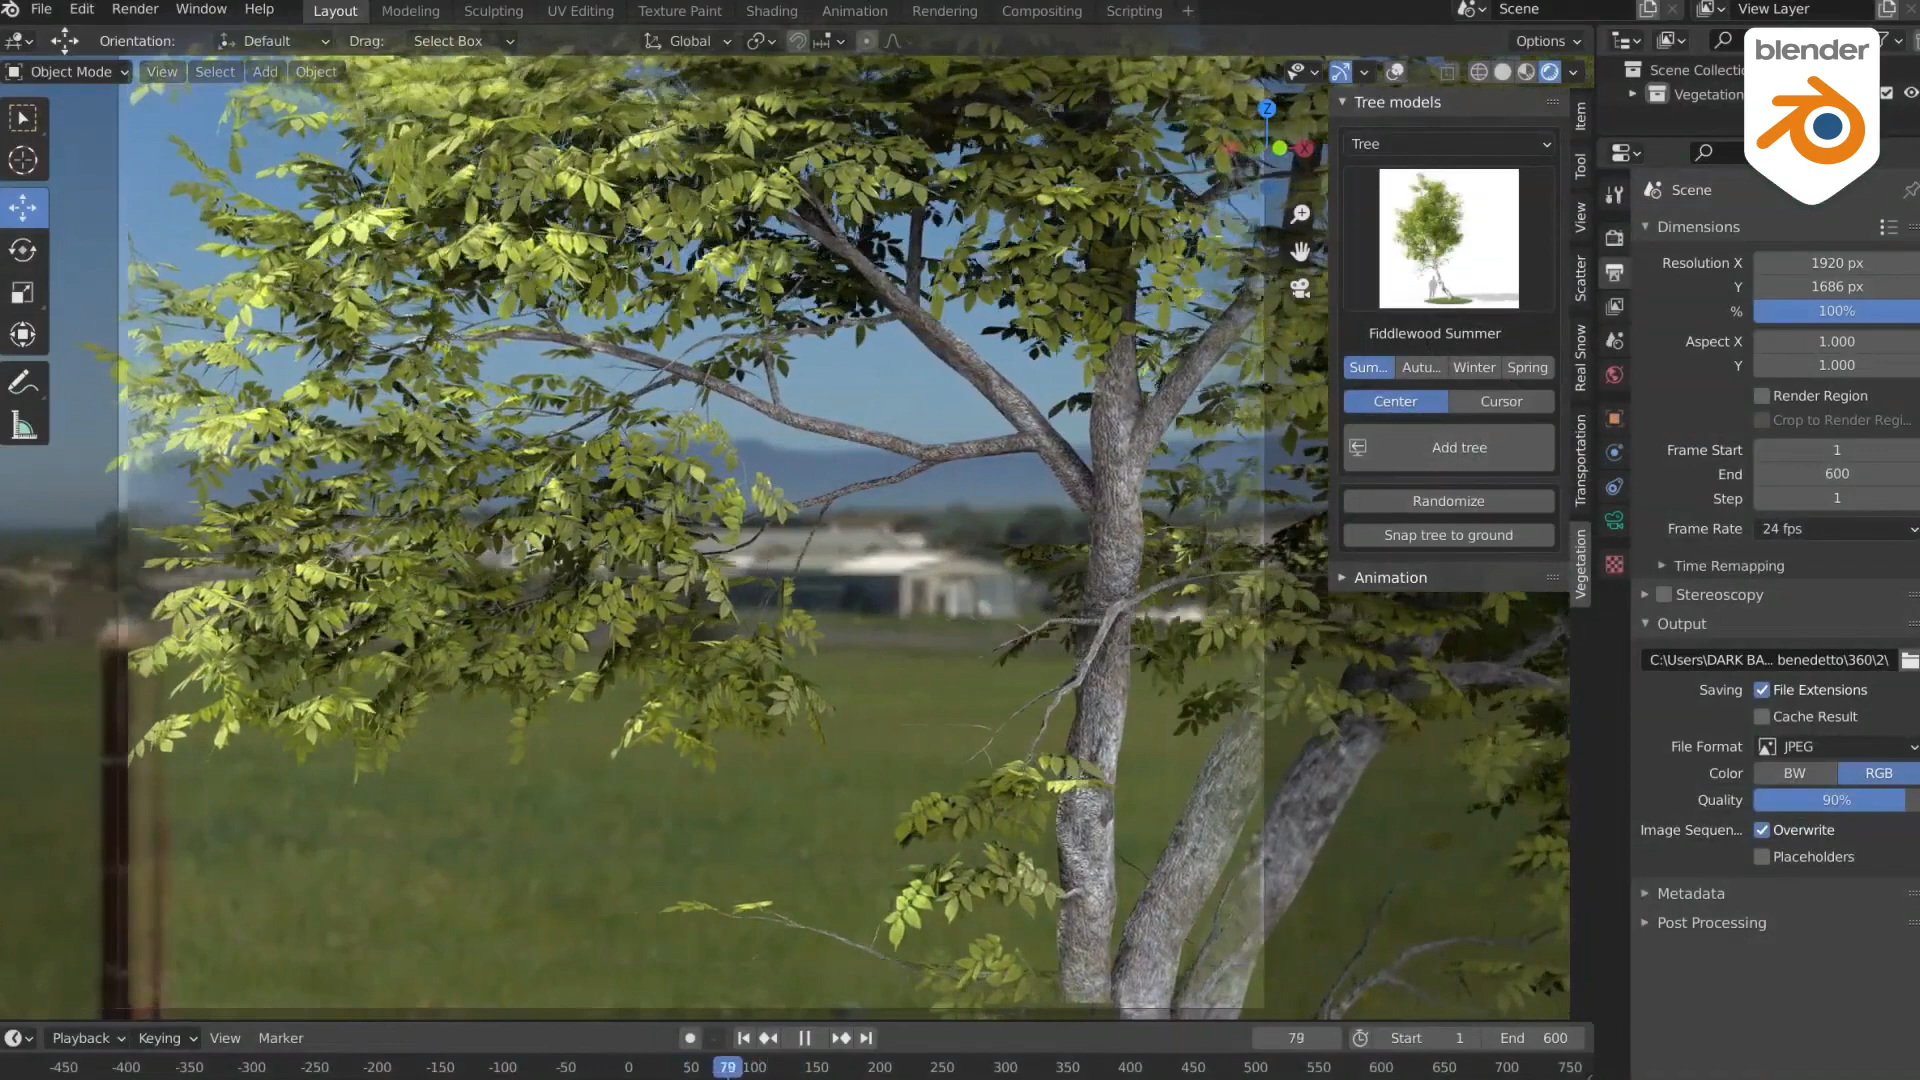 File Edit Render Window Help Layout Modeling Sculpting UV Editing Texture Paint Shading Animation Rendering Compositing Scripting + Scene View Layer
Orientation: Default Drag: Select Box Global Options
Object Mode View Select Add Object
blender
Scene Collectio
Vegetation
Z
X
Tree models
Tree
Fiddlewood Summer
Sum... Autu... Winter Spring
Center Cursor
Add tree
Randomize
Snap tree to ground
Animation
Item
Tool
View
Scatter
Real Snow
Transportation
Vegetation
Scene
Dimensions
Resolution X 1920 px
Y 1686 px
% 100%
Aspect X 1.000
Y 1.000
Render Region
Crop to Render Regi...
Frame Start 1
End 600
Step 1
Frame Rate 24 fps
Time Remapping
Stereoscopy
Output
C:\Users\DARK BA... benedetto\360\2\
Saving File Extensions
Cache Result
File Format JPEG
Color BW RGB
Quality 90%
Image Sequen... Overwrite
Placeholders
Metadata
Post Processing
Playback Keying View Marker 79 Start 1 End 600
-450 -400 -350 -300 -250 -200 -150 -100 -50 0 50 79 100 150 200 250 300 350 400 450 500 550 600 650 700 750